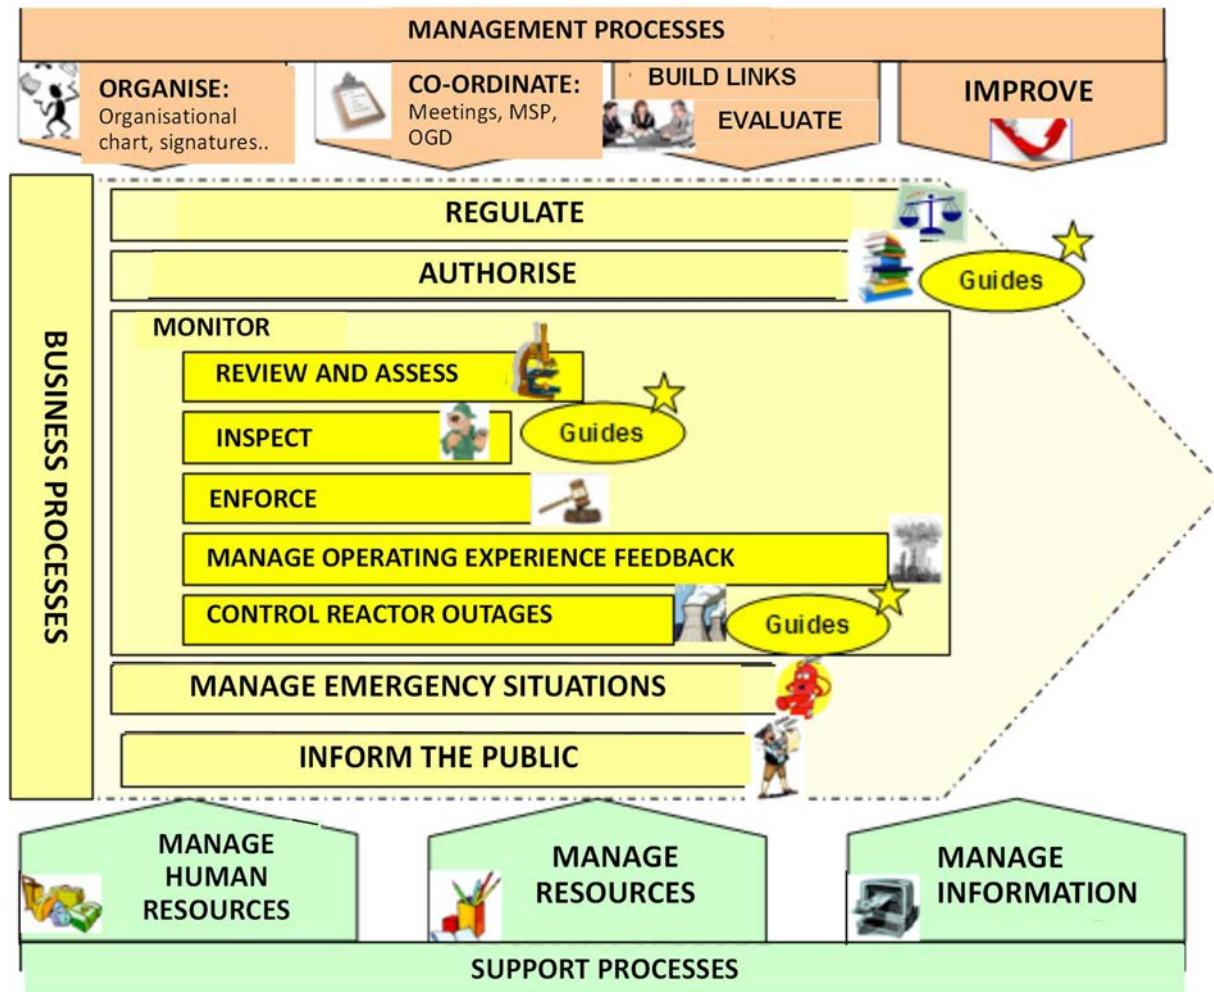 MANAGEMENT PROCESSES
ORGANISE:
Organisational
chart, signatures..
CO-ORDINATE:
Meetings, MSP,
OGD
BUILD LINKS
EVALUATE
IMPROVE
BUSINESS PROCESSES
REGULATE
AUTHORISE
Guides
MONITOR
REVIEW AND ASSESS
INSPECT
Guides
ENFORCE
MANAGE OPERATING EXPERIENCE FEEDBACK
CONTROL REACTOR OUTAGES
Guides
MANAGE EMERGENCY SITUATIONS
INFORM THE PUBLIC
MANAGE
HUMAN
RESOURCES
MANAGE
RESOURCES
MANAGE
INFORMATION
SUPPORT PROCESSES